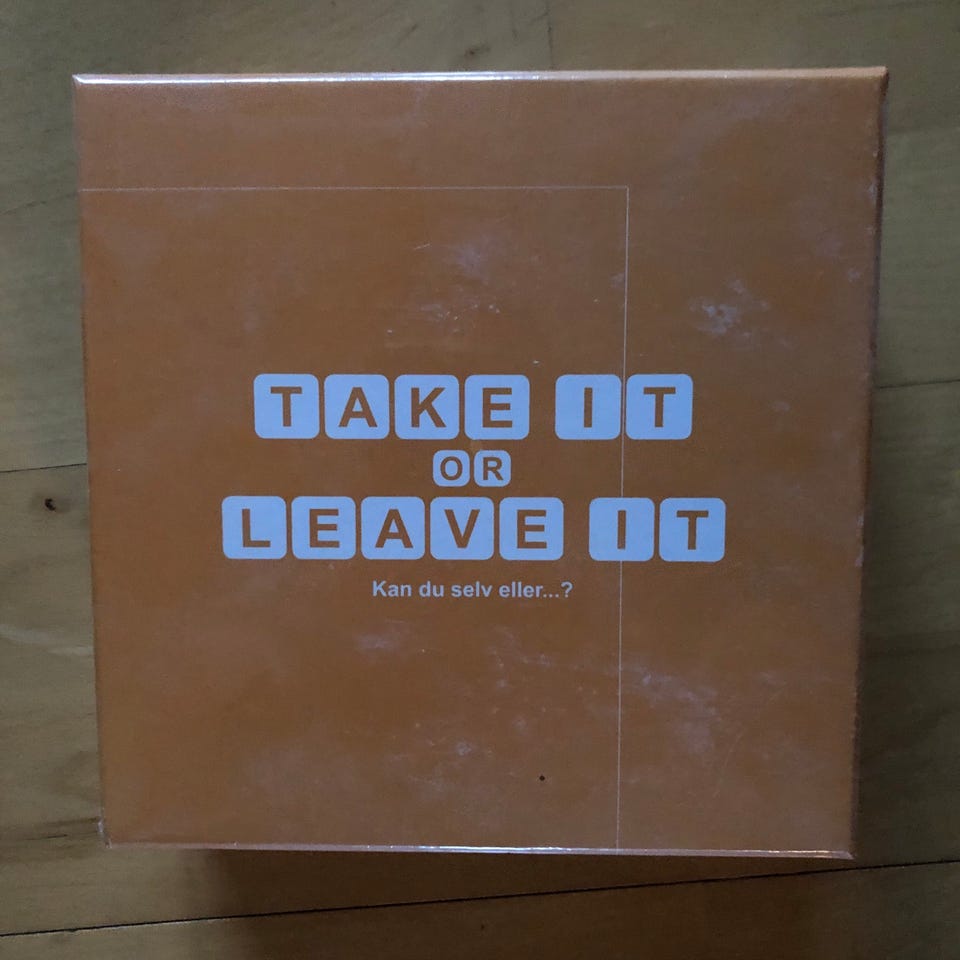 TAKE IT
OR
LEAVE IT
Kan du selv eller...?